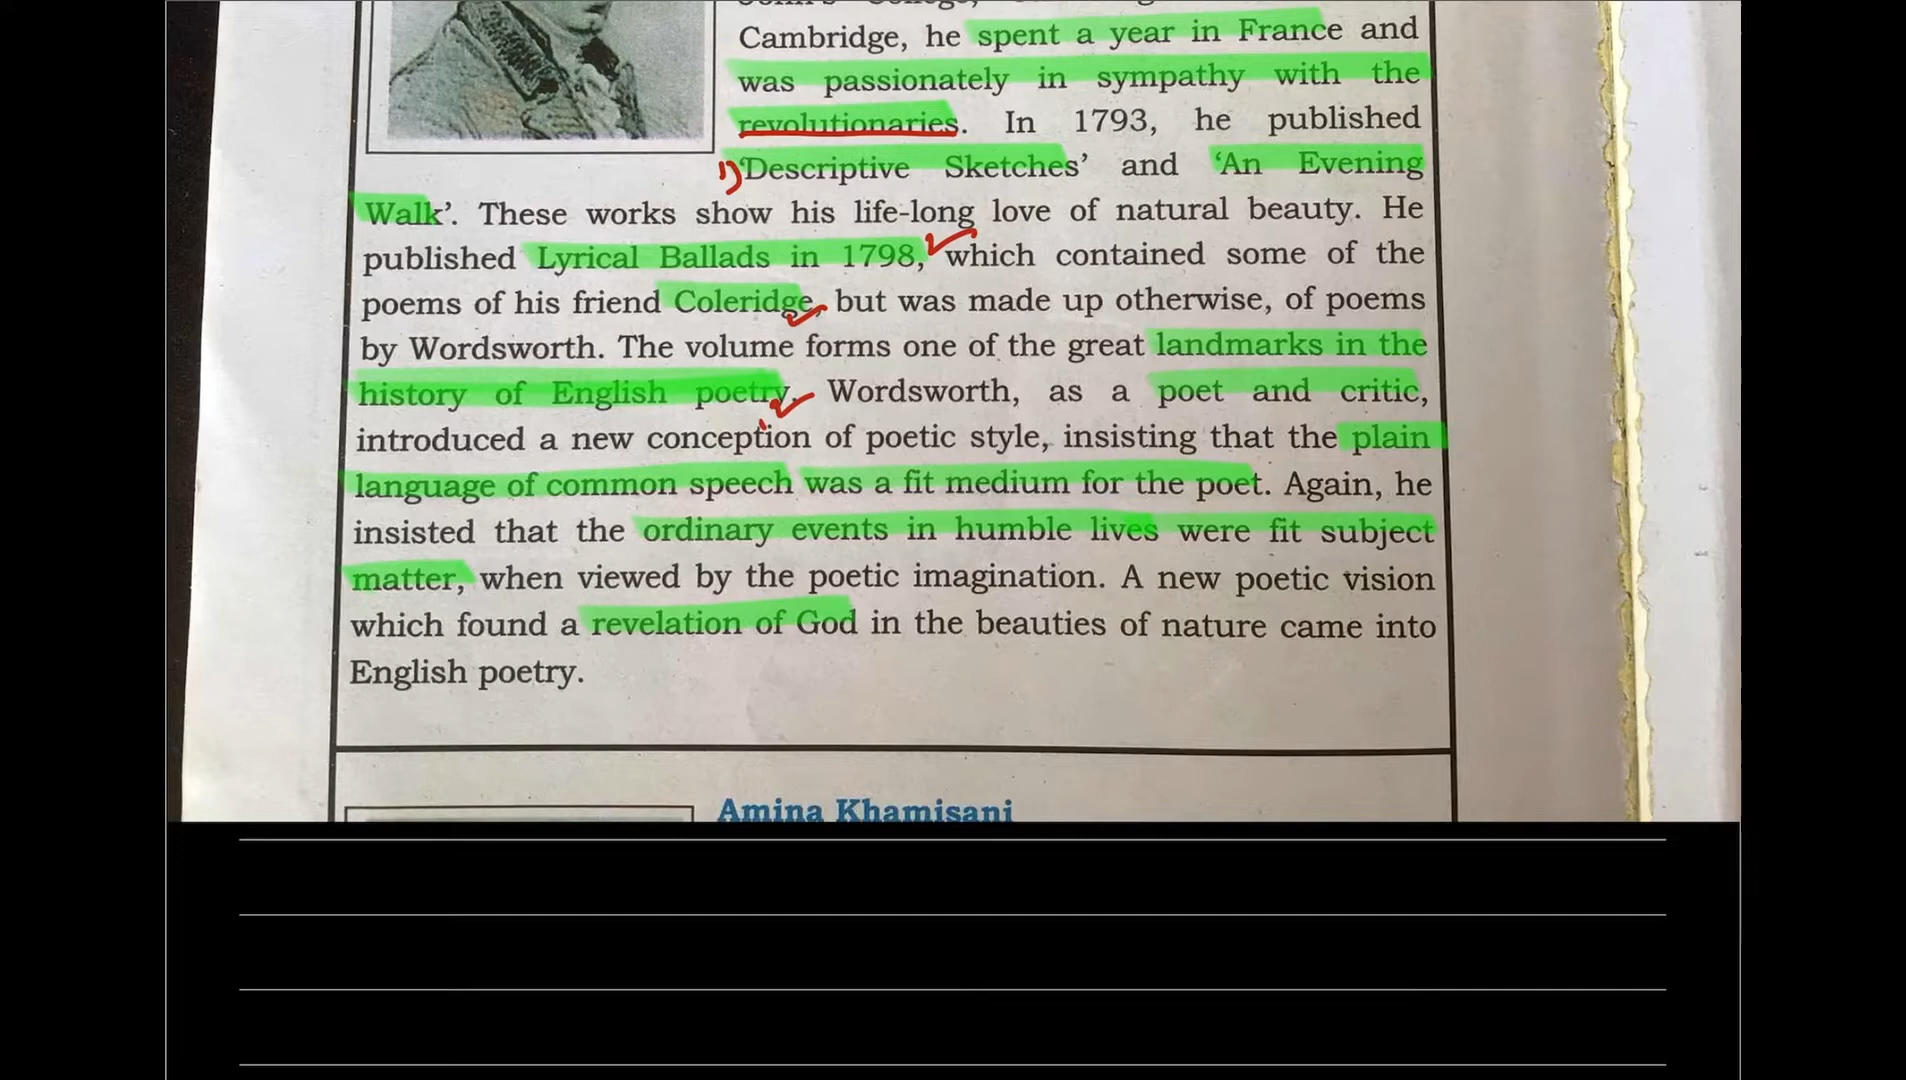 Cambridge, he spent a year in France and
was passionately in sympathy with the
revolutionaries. In 1793, he published
1) ‘Descriptive Sketches’ and ‘An Evening
Walk’. These works show his life-long love of natural beauty. He
published Lyrical Ballads in 1798, which contained some of the
poems of his friend Coleridge, but was made up otherwise, of poems
by Wordsworth. The volume forms one of the great landmarks in the
history of English poetry. Wordsworth, as a poet and critic,
introduced a new conception of poetic style, insisting that the plain
language of common speech was a fit medium for the poet. Again, he
insisted that the ordinary events in humble lives were fit subject
matter, when viewed by the poetic imagination. A new poetic vision
which found a revelation of God in the beauties of nature came into
English poetry.
Amina Khamisani